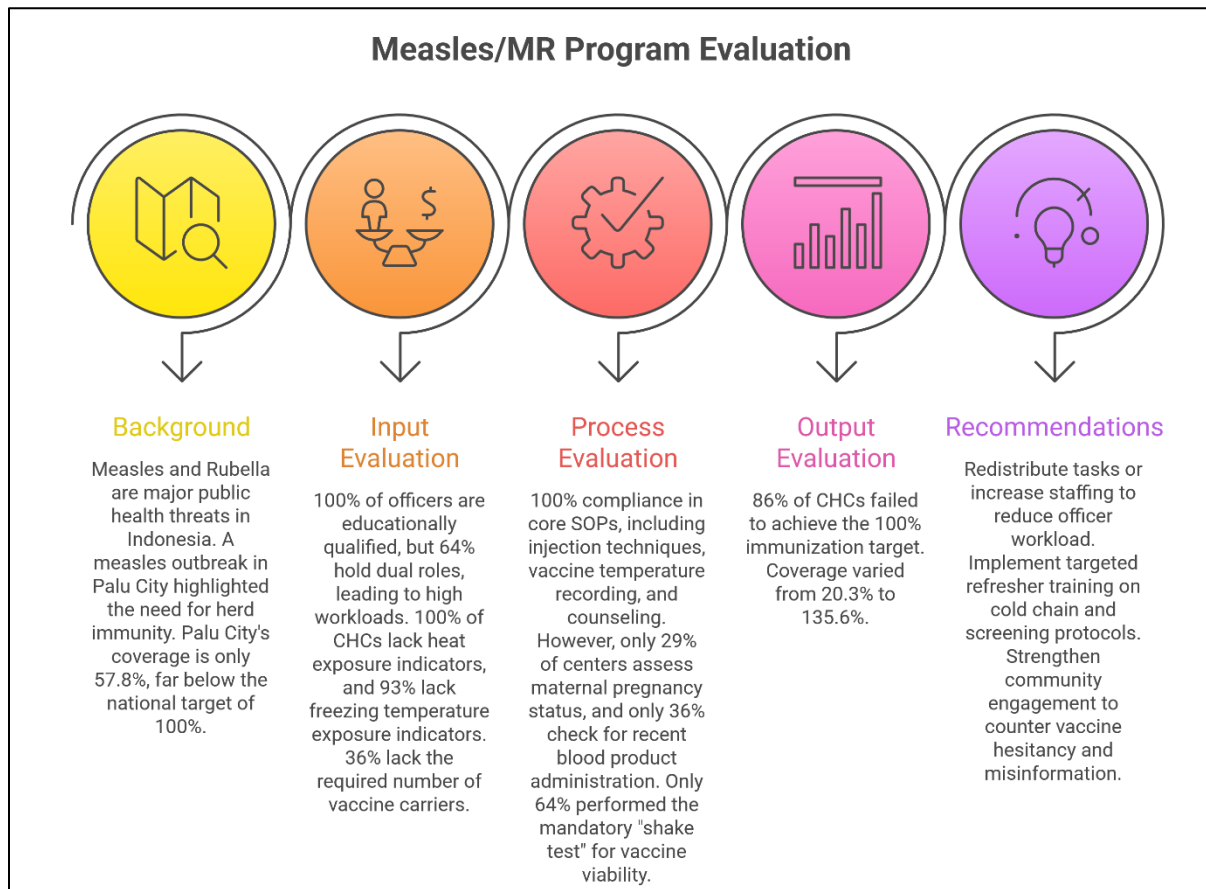 Measles/MR Program Evaluation
$
Background
Measles and Rubella
are major public
health threats in
Indonesia. A
measles outbreak in
Palu City highlighted
the need for herd
immunity. Palu City's
coverage is only
57.8%, far below the
national target of
100%.
Input
Evaluation
100% of officers are
educationally
qualified, but 64%
hold dual roles,
leading to high
workloads. 100% of
CHCs lack heat
exposure indicators,
and 93% lack
freezing temperature
exposure indicators.
36% lack the
required number of
vaccine carriers.
Process
Evaluation
100% compliance in
core SOPs, including
injection techniques,
vaccine temperature
recording, and
counseling.
However, only 29%
of centers assess
maternal pregnancy
status, and only 36%
check for recent
blood product
administration. Only
64% performed the
mandatory "shake
test" for vaccine
viability.
Output
Evaluation
86% of CHCs failed
to achieve the 100%
immunization target.
Coverage varied
from 20.3% to
135.6%.
Recommendations
Redistribute tasks or
increase staffing to
reduce officer
workload.
Implement targeted
refresher training on
cold chain and
screening protocols.
Strengthen
community
engagement to
counter vaccine
hesitancy and
misinformation.